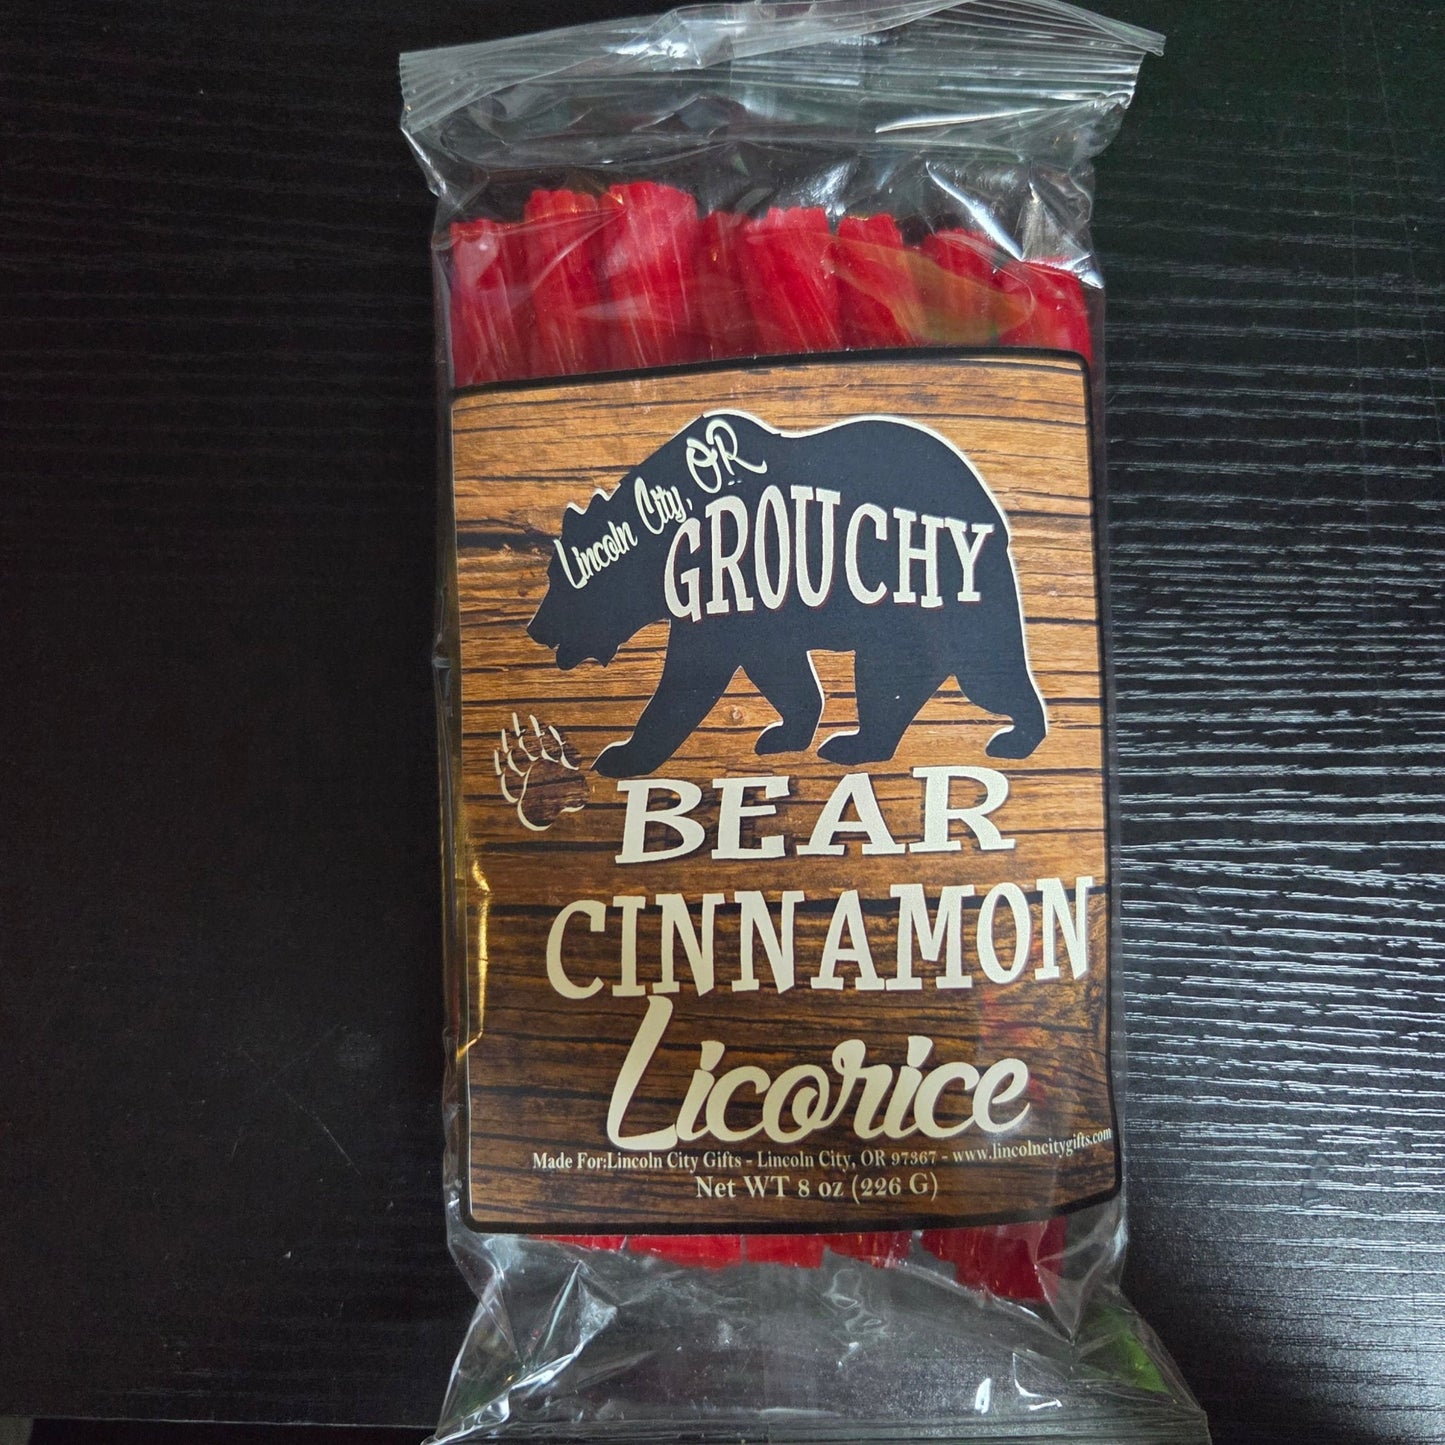 Lincoln City, OR
GROUCHY
BEAR
CINNAMON
Licorice
Made For:Lincoln City Gifts - Lincoln City, OR 97367 - www.lincolncitygifts.com
Net WT 8 oz (226 G)